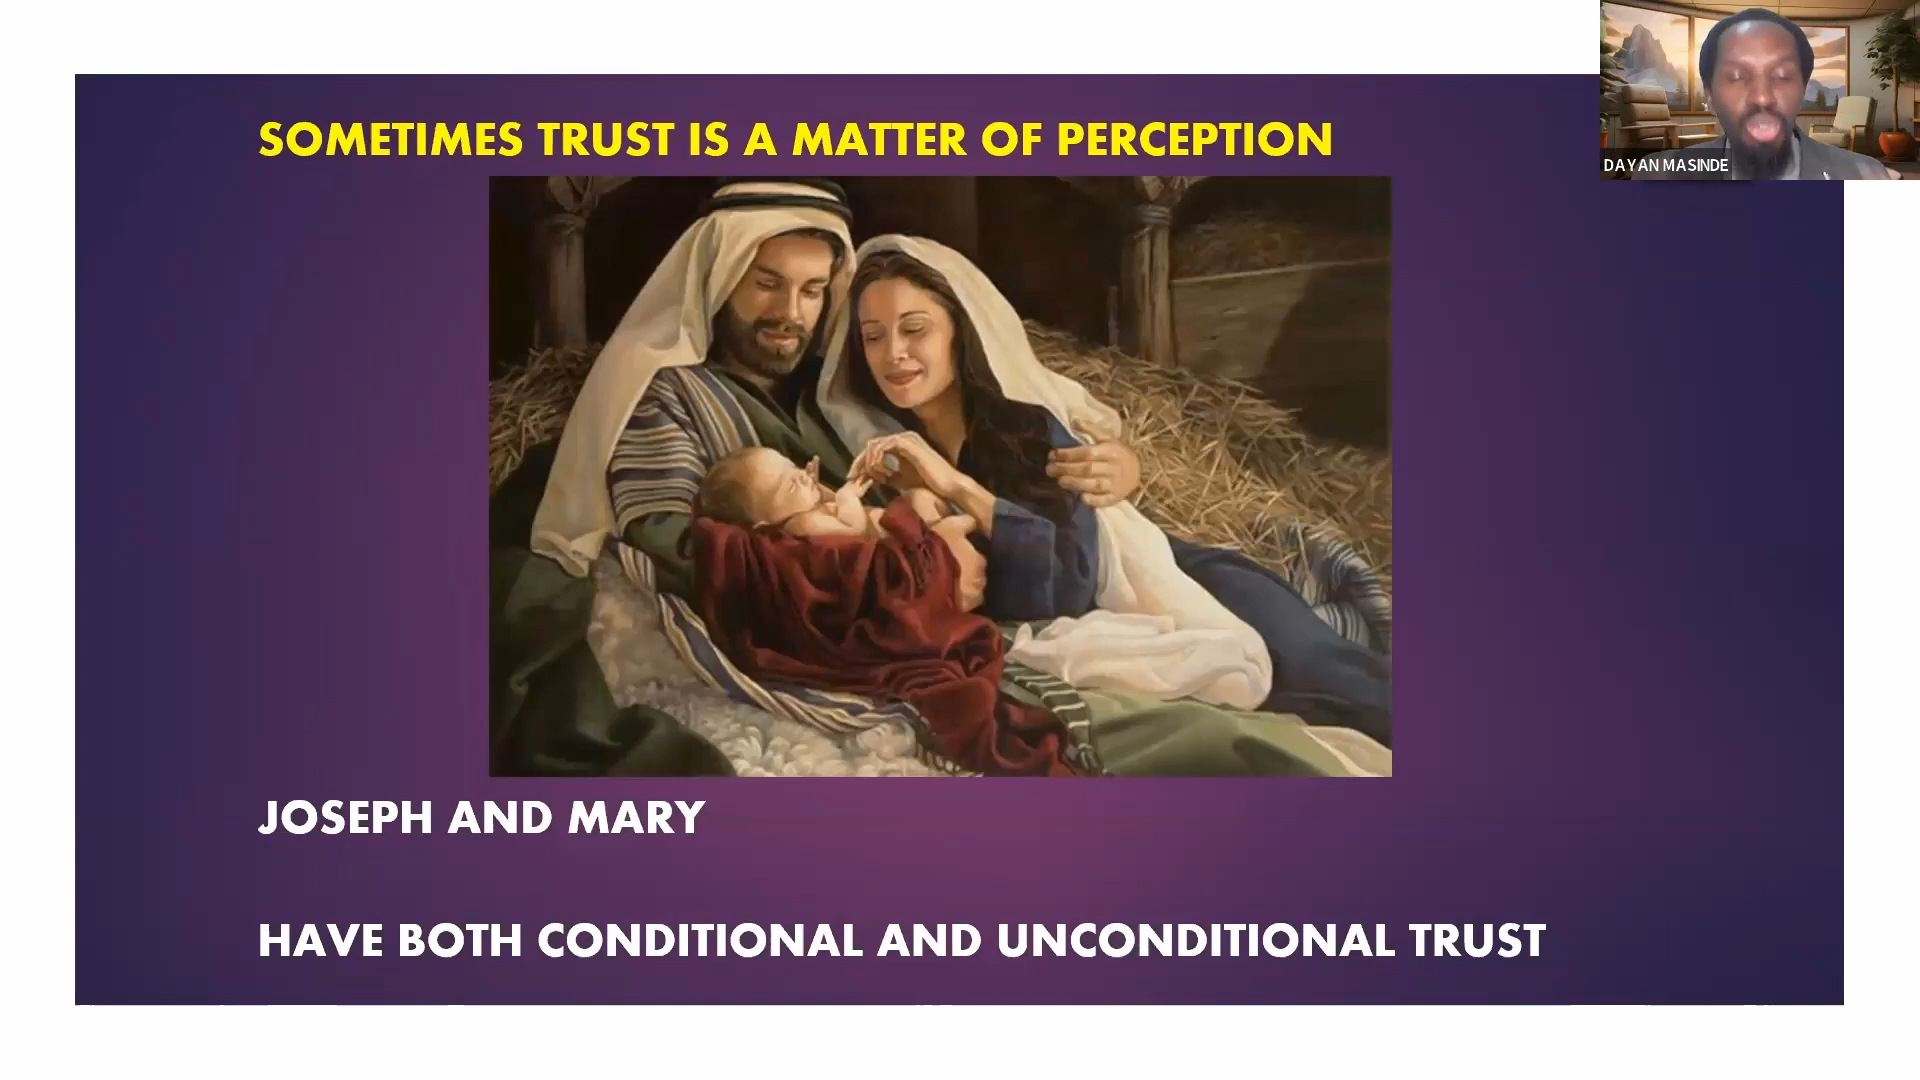 SOMETIMES TRUST IS A MATTER OF PERCEPTION
DAYAN MASINDE
JOSEPH AND MARY
HAVE BOTH CONDITIONAL AND UNCONDITIONAL TRUST